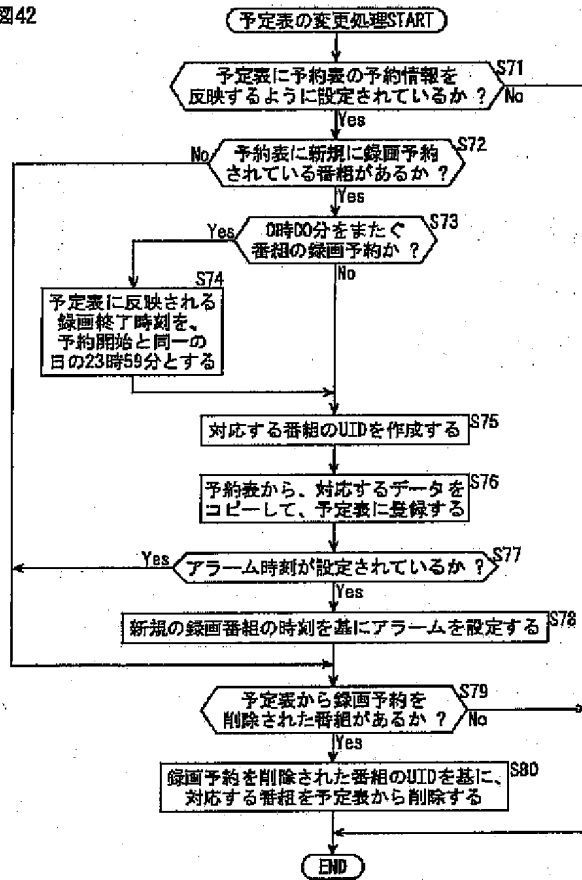 図42
予定表の変更処理START
予定表に予約表の予約情報を
反映するように設定されているか ?
S71
No
Yes
予約表に新規に録画予約
されている番組があるか ?
S72
No
Yes
0時00分をまたぐ
番組の録画予約か ?
S73
Yes
No
S74
予定表に反映される
録画終了時刻を、
予約開始と同一の
日の23時59分とする
対応する番組のUIDを作成する
S75
予約表から、対応するデータを
コピーして、予定表に登録する
S76
アラーム時刻が設定されているか ?
S77
Yes
Yes
新規の録画番組の時刻を基にアラームを設定する
S78
予定表から録画予約を
削除された番組があるか ?
S79
No
Yes
録画予約を削除された番組のUIDを基に、
対応する番組を予定表から削除する
S80
END